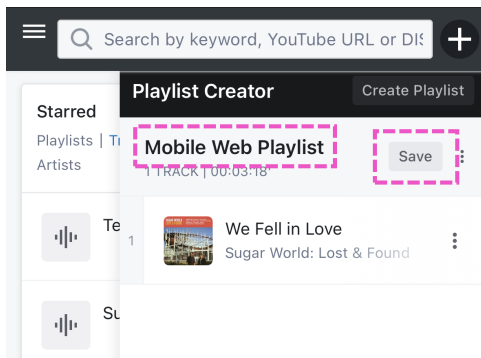 Search by keyword, YouTube URL or DIS
Playlist Creator
Create Playlist
Starred
Playlists | Tr
Artists
Mobile Web Playlist
Save
1 TRACK | 00:03:18
1
We Fell in Love
Sugar World: Lost & Found
Te
Su